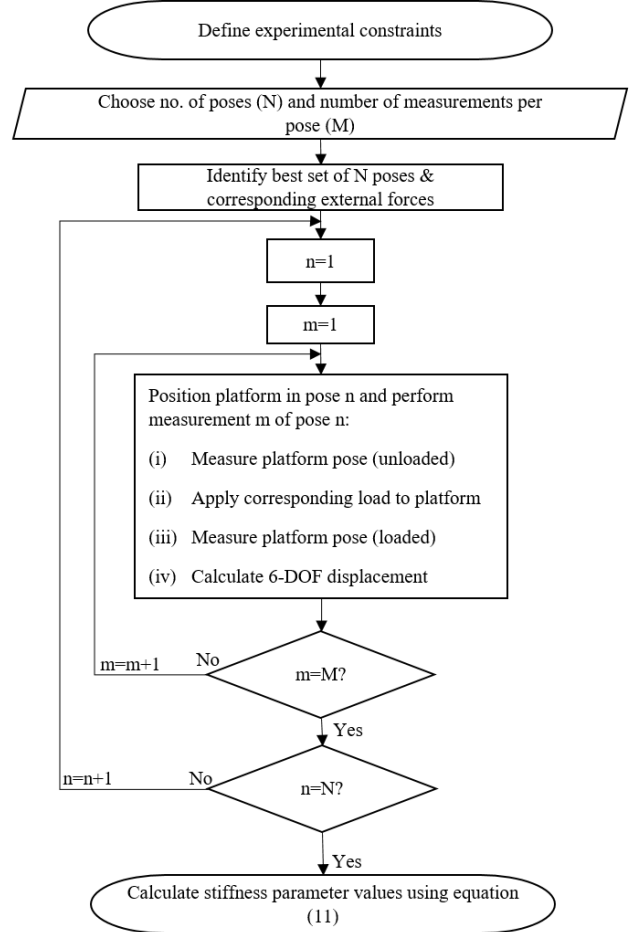 Define experimental constraints
Choose no. of poses (N) and number of measurements per
pose (M)
Identify best set of N poses &
corresponding external forces
n=1
m=1
Position platform in pose n and perform
measurement m of pose n:
(i) Measure platform pose (unloaded)
(ii) Apply corresponding load to platform
(iii) Measure platform pose (loaded)
(iv) Calculate 6-DOF displacement
m=m+1
No
m=M?
Yes
n=n+1
No
n=N?
Yes
Calculate stiffness parameter values using equation
(11)